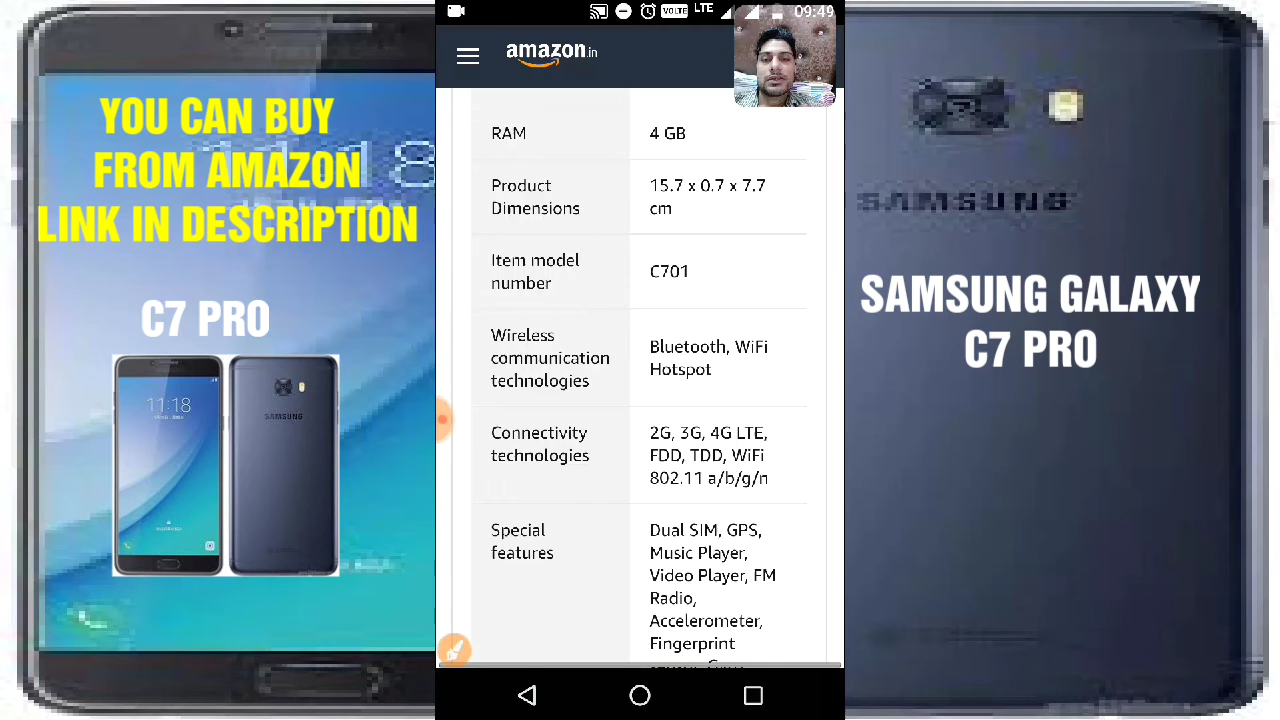 YOU CAN BUY
FROM AMAZON
LINK IN DESCRIPTION
C7 PRO
11:18
SAMSUNG
VOLTE
LTE
09:49
amazon.in
RAM
4 GB
Product
Dimensions
15.7 x 0.7 x 7.7
cm
Item model
number
C701
Wireless
communication
technologies
Bluetooth, WiFi
Hotspot
Connectivity
technologies
2G, 3G, 4G LTE,
FDD, TDD, WiFi
802.11 a/b/g/n
Special
features
Dual SIM, GPS,
Music Player,
Video Player, FM
Radio,
Accelerometer,
Fingerprint
SAMSUNG
SAMSUNG GALAXY
C7 PRO